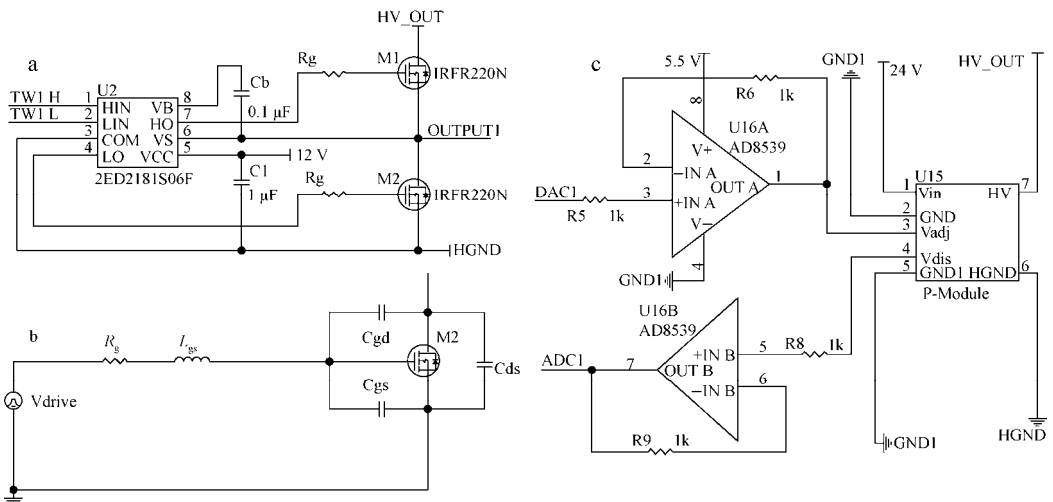 a
HV_OUT
Rg
M1
IRFR220N
U2
TW1 H
1
HIN
VB
8
Cb
TW1 L
2
LIN
HO
7
0.1 μF
3
COM
VS
6
OUTPUT1
4
LO
VCC
5
12 V
2ED2181S06F
C1
1 μF
Rg
M2
IRFR220N
HGND
b
Rg
Lgs
Cgd
M2
Cgs
Cds
Vdrive
c
5.5 V
R6
1k
8
U16A
AD8539
V+
2
−IN A
OUT A
1
DAC1
R5
1k
3
+IN A
V−
4
GND1
GND1
24 V
HV_OUT
U15
1
Vin
HV
7
2
GND
3
Vadj
4
Vdis
5
GND1
HGND
6
P-Module
U16B
AD8539
ADC1
7
OUT B
+IN B
5
R8
1k
−IN B
6
R9
1k
GND1
HGND